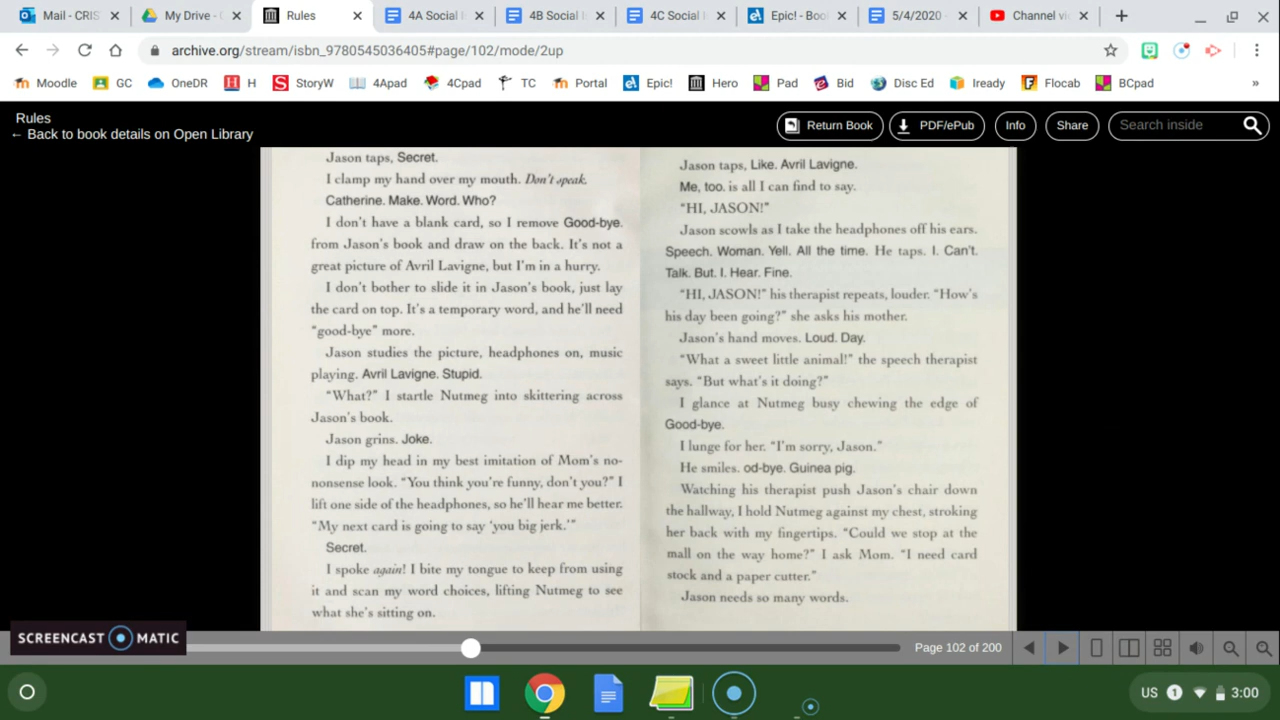 Mail - CRIS
My Drive - G
Rules
4A Social I
4B Social
4C Social
Epic! - Boo
5/4/2020
Channel vi
archive.org/stream/isbn_9780545036405#page/102/mode/2up
Moodle GC OneDR H StoryW 4Apad 4Cpad TC Portal Epic! Hero Pad Bid Disc Ed Iready Flocab BCpad »
Rules
← Back to book details on Open Library
Return Book PDF/ePub Info Share Search inside
Jason taps, Secret.
I clamp my hand over my mouth. Don't speak.
Catherine. Make. Word. Who?
I don't have a blank card, so I remove Good-bye.
from Jason's book and draw on the back. It's not a
great picture of Avril Lavigne, but I'm in a hurry.
I don't bother to slide it in Jason's book, just lay
the card on top. It's a temporary word, and he'll need
"good-bye" more.
Jason studies the picture, headphones on, music
playing. Avril Lavigne. Stupid.
"What?" I startle Nutmeg into skittering across
Jason's book.
Jason grins. Joke.
I dip my head in my best imitation of Mom's no-
nonsense look. "You think you're funny, don't you?" I
lift one side of the headphones, so he'll hear me better.
"My next card is going to say 'you big jerk.'"
Secret.
I spoke again! I bite my tongue to keep from using
it and scan my word choices, lifting Nutmeg to see
what she's sitting on.
Jason taps, Like. Avril Lavigne.
Me, too. is all I can find to say.
"HI, JASON!"
Jason scowls as I take the headphones off his ears.
Speech. Woman. Yell. All the time. He taps. I. Can't.
Talk. But. I. Hear. Fine.
"HI, JASON!" his therapist repeats, louder. "How's
his day been going?" she asks his mother.
Jason's hand moves. Loud. Day.
"What a sweet little animal!" the speech therapist
says. "But what's it doing?"
I glance at Nutmeg busy chewing the edge of
Good-bye.
I lunge for her. "I'm sorry, Jason."
He smiles. od-bye. Guinea pig.
Watching his therapist push Jason's chair down
the hallway, I hold Nutmeg against my chest, stroking
her back with my fingertips. "Could we stop at the
mall on the way home?" I ask Mom. "I need card
stock and a paper cutter."
Jason needs so many words.
SCREENCAST MATIC
Page 102 of 200
US 1 3:00